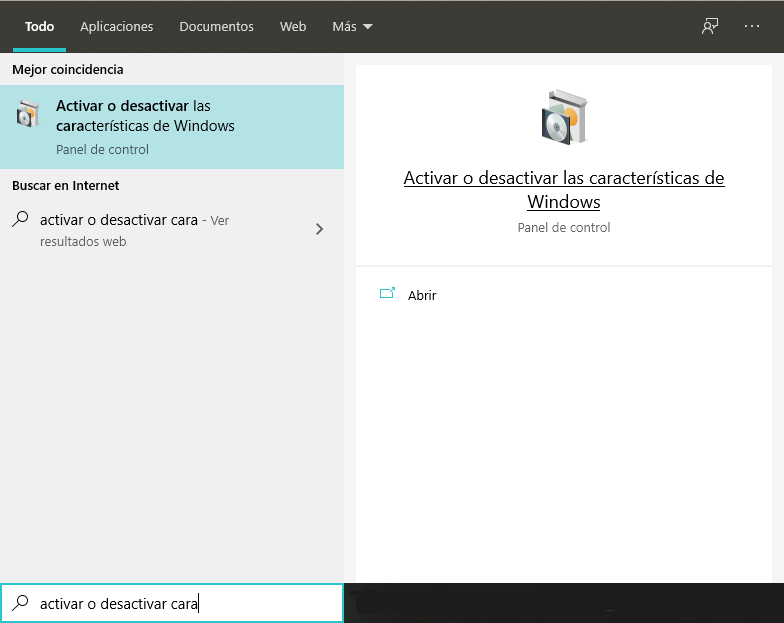 Todo Aplicaciones Documentos Web Más
Mejor coincidencia
Activar o desactivar las
características de Windows
Panel de control
Buscar en Internet
activar o desactivar cara - Ver
resultados web
Activar o desactivar las características de
Windows
Panel de control
Abrir
activar o desactivar cara